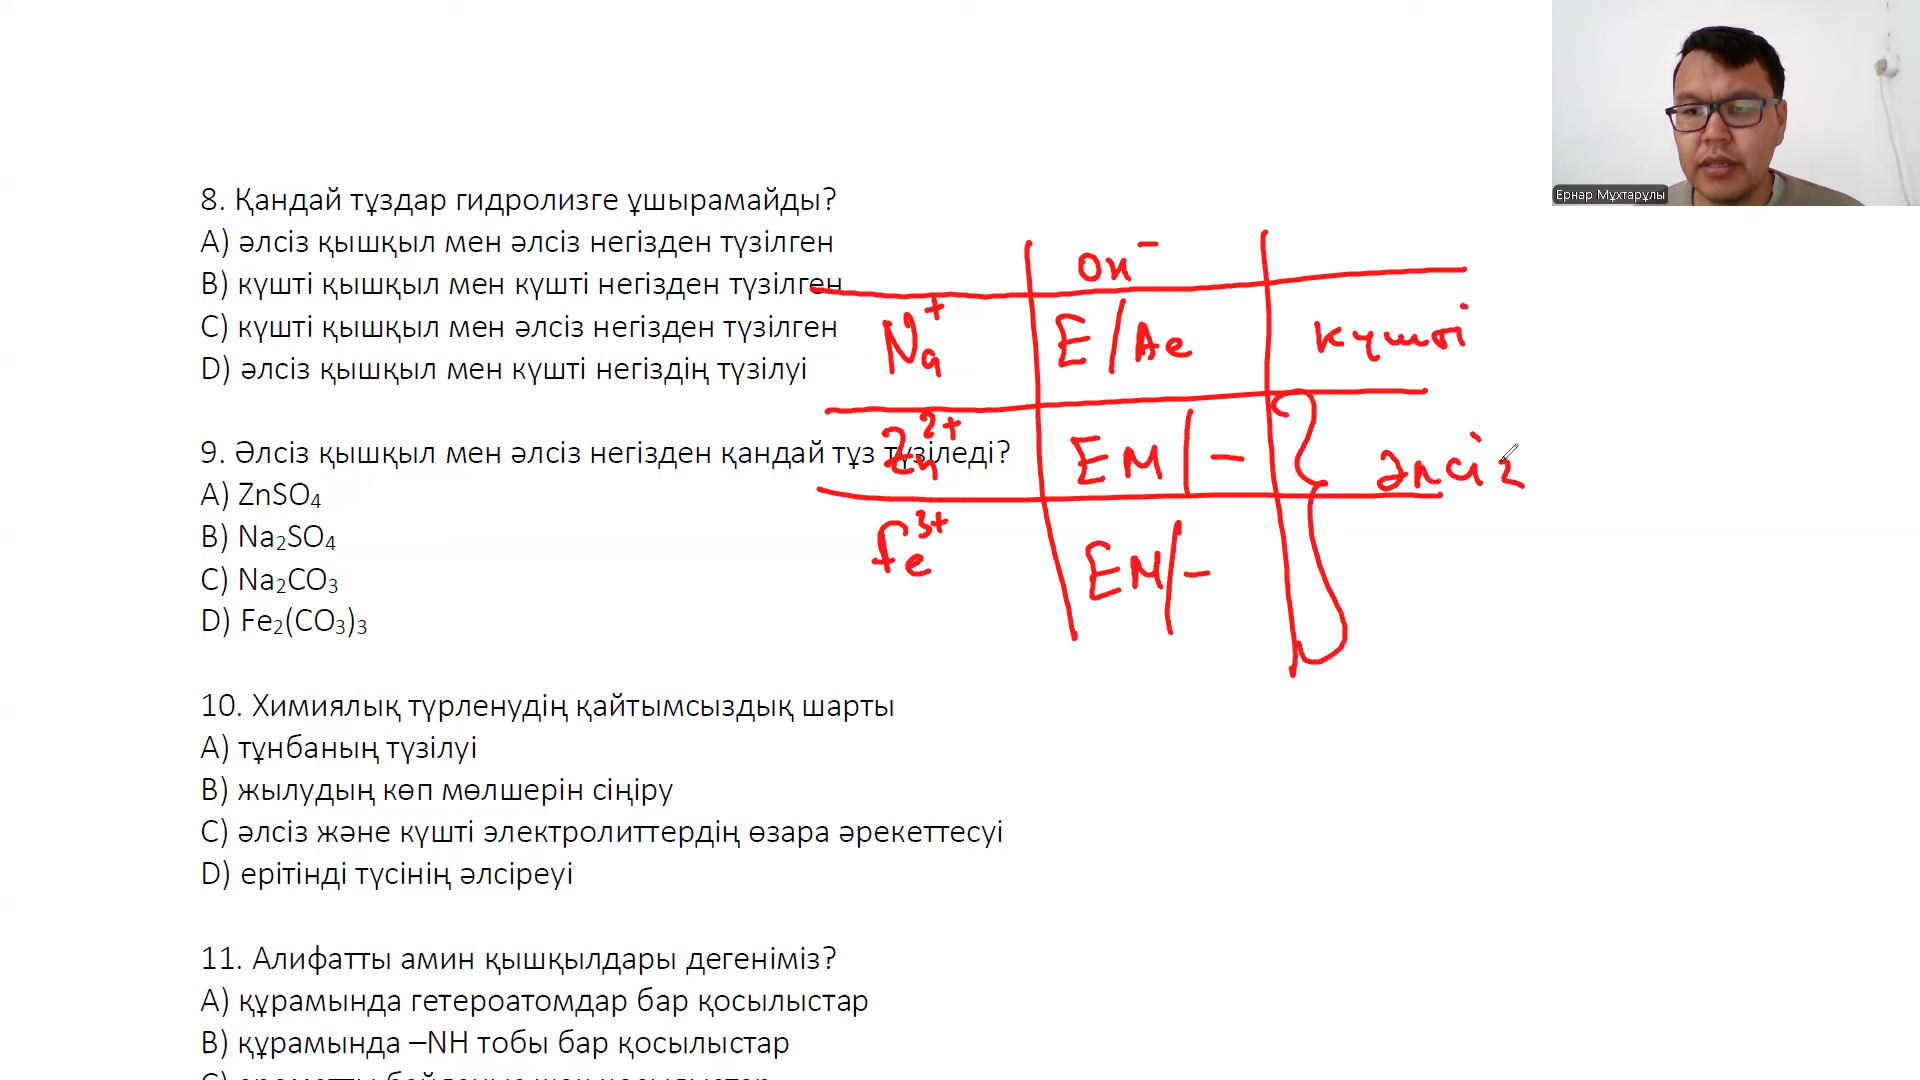 Ернар Мұхтарұлы
8. Қандай тұздар гидролизге ұшырамайды?
A) әлсіз қышқыл мен әлсіз негізден түзілген
B) күшті қышқыл мен күшті негізден түзілген
C) күшті қышқыл мен әлсіз негізден түзілген
D) әлсіз қышқыл мен күшті негіздің түзілуі
OH⁻
Na⁺ E/Ae күшті
Zn²⁺ EM/– әлсіз
Fe³⁺ EM/–
9. Әлсіз қышқыл мен әлсіз негізден қандай тұз түзіледі?
A) ZnSO₄
B) Na₂SO₄
C) Na₂CO₃
D) Fe₂(CO₃)₃
10. Химиялық түрленудің қайтымсыздық шарты
A) тұнбаның түзілуі
B) жылудың көп мөлшерін сіңіру
C) әлсіз және күшті электролиттердің өзара әрекеттесуі
D) ерітінді түсінің әлсіреуі
11. Алифатты амин қышқылдары дегеніміз?
A) құрамында гетероатомдар бар қосылыстар
B) құрамында –NH тобы бар қосылыстар